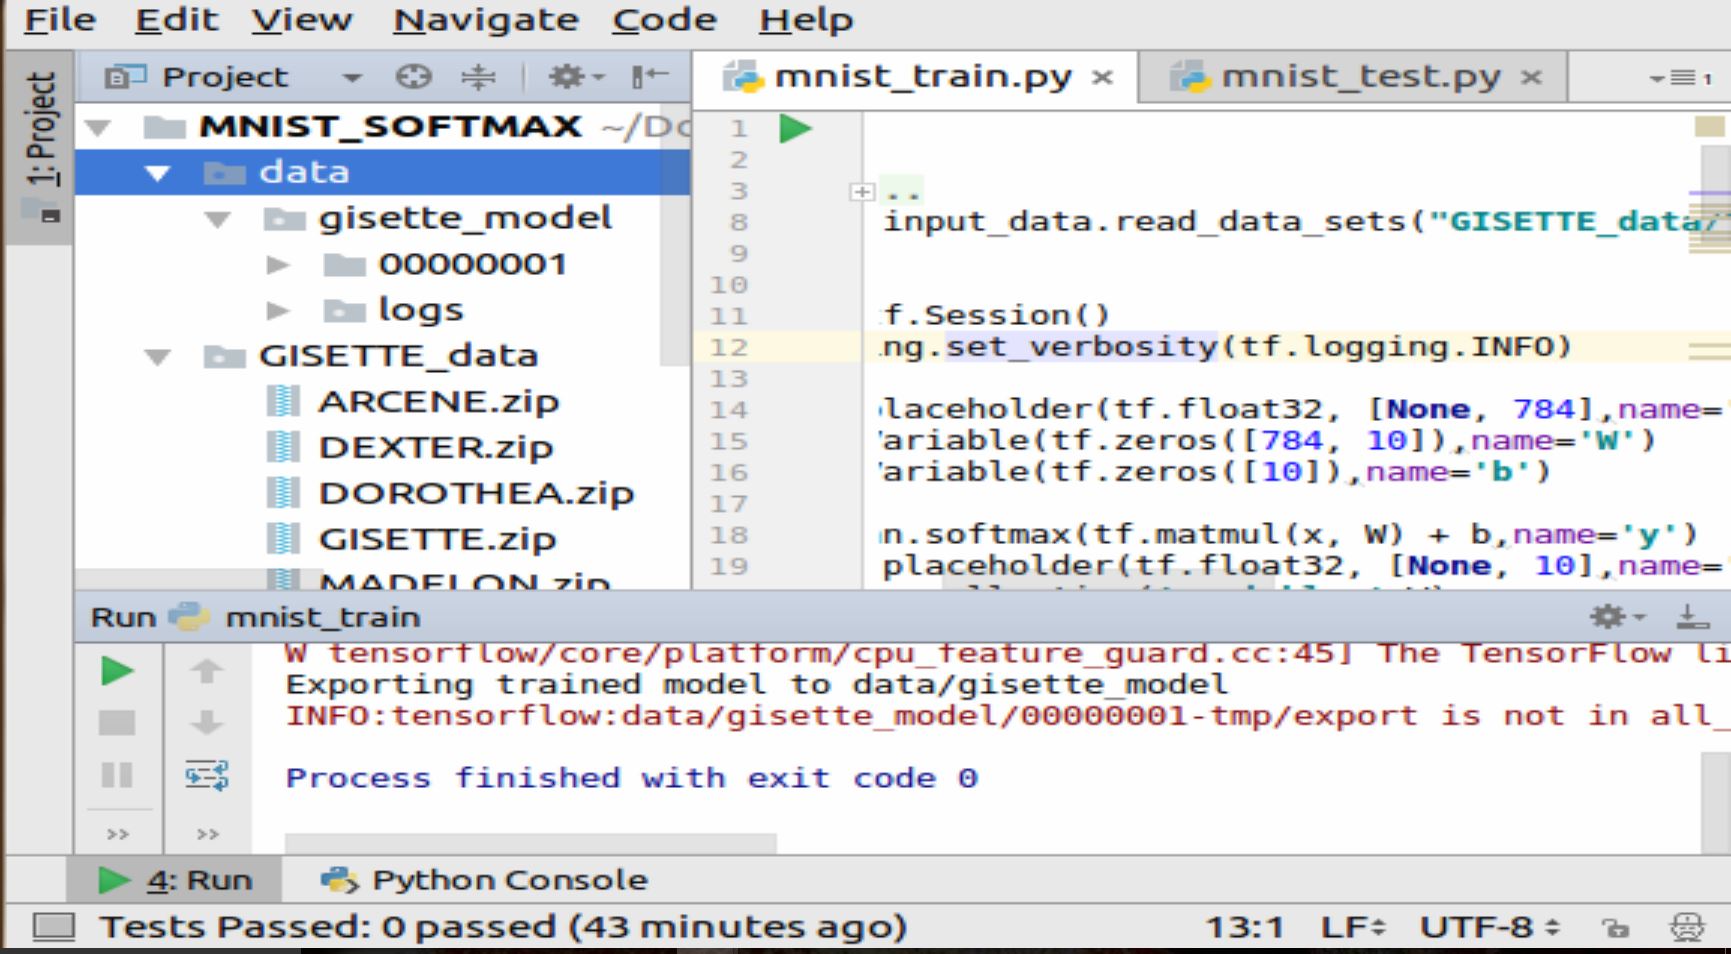 File Edit View Navigate Code Help
1: Project
Project
mnist_train.py
mnist_test.py
1
MNIST_SOFTMAX ~/Do
data
gisette_model
00000001
logs
GISETTE_data
ARCENE.zip
DEXTER.zip
DOROTHEA.zip
GISETTE.zip
MADELON.zip
1
2
3 ..
8 input_data.read_data_sets("GISETTE_data/
9
10
11 f.Session()
12 ng.set_verbosity(tf.logging.INFO)
13
14 laceholder(tf.float32, [None, 784],name=
15 ariable(tf.zeros([784, 10]),name='W')
16 ariable(tf.zeros([10]),name='b')
17
18 n.softmax(tf.matmul(x, W) + b,name='y')
19 placeholder(tf.float32, [None, 10],name=
Run mnist_train
W tensorflow/core/platform/cpu_feature_guard.cc:45] The TensorFlow li
Exporting trained model to data/gisette_model
INFO:tensorflow:data/gisette_model/00000001-tmp/export is not in all_
Process finished with exit code 0
4: Run Python Console
Tests Passed: 0 passed (43 minutes ago) 13:1 LF UTF-8